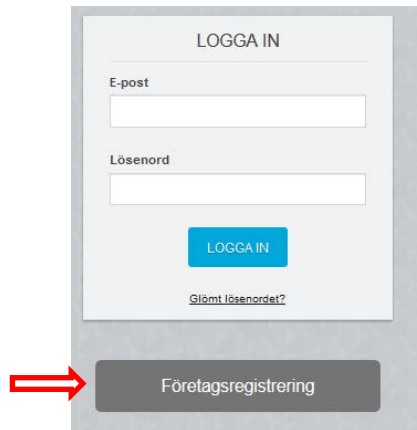 LOGGA IN
E-post
Lösenord
LOGGA IN
Glömt lösenordet?
Företagsregistrering